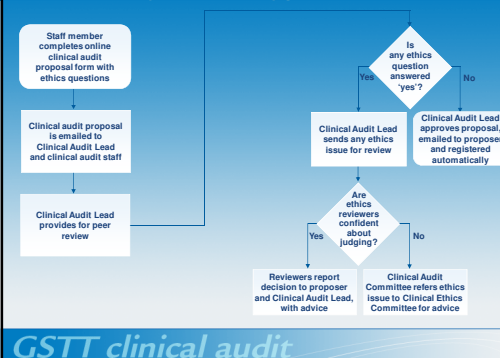 Staff member
completes online
clinical audit
proposal form with
ethics questions
Clinical audit proposal
is emailed to
Clinical Audit Lead
and clinical audit staff
Clinical Audit Lead
provides for peer
review
Is
any ethics
question
answered
‘yes’?
Yes
No
Clinical Audit Lead
sends any ethics
issue for review
Clinical Audit Lead
approves proposal,
emailed to proposer
and registered
automatically
Are
ethics
reviewers
confident
about
judging?
Yes
No
Reviewers report
decision to proposer
and Clinical Audit Lead,
with advice
Clinical Audit
Committee refers ethics
issue to Clinical Ethics
Committee for advice
GSTT clinical audit